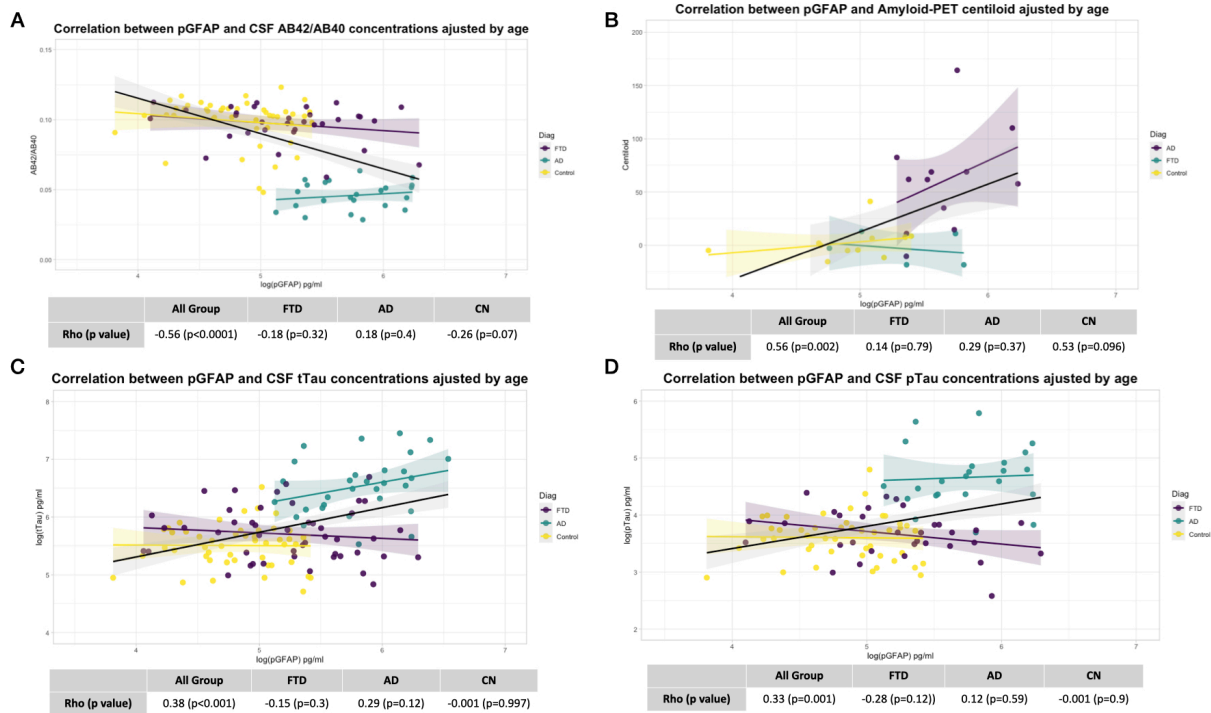 A
Correlation between pGFAP and CSF AB42/AB40 concentrations ajusted by age
AB42/AB40
0.15
0.10
0.05
0.00
4
5
6
7
log(pGFAP) pg/ml
Diag
FTD
AD
Control
All Group FTD AD CN
Rho (p value) -0.56 (p<0.0001) -0.18 (p=0.32) 0.18 (p=0.4) -0.26 (p=0.07)
B
Correlation between pGFAP and Amyloid-PET centiloid ajusted by age
Centiloid
200
150
100
50
0
4
5
6
7
log(pGFAP) pg/ml
Diag
AD
FTD
Control
All Group FTD AD CN
Rho (p value) 0.56 (p=0.002) 0.14 (p=0.79) 0.29 (p=0.37) 0.53 (p=0.096)
C
Correlation between pGFAP and CSF tTau concentrations ajusted by age
log(tTau) pg/ml
8
7
6
5
4
4
5
6
7
log(pGFAP) pg/ml
Diag
FTD
AD
Control
All Group FTD AD CN
Rho (p value) 0.38 (p<0.001) -0.15 (p=0.3) 0.29 (p=0.12) -0.001 (p=0.997)
D
Correlation between pGFAP and CSF pTau concentrations ajusted by age
log(pTau) pg/ml
6
5
4
3
2
4
5
6
7
log(pGFAP) pg/ml
Diag
FTD
AD
Control
All Group FTD AD CN
Rho (p value) 0.33 (p=0.001) -0.28 (p=0.12)) 0.12 (p=0.59) -0.001 (p=0.9)